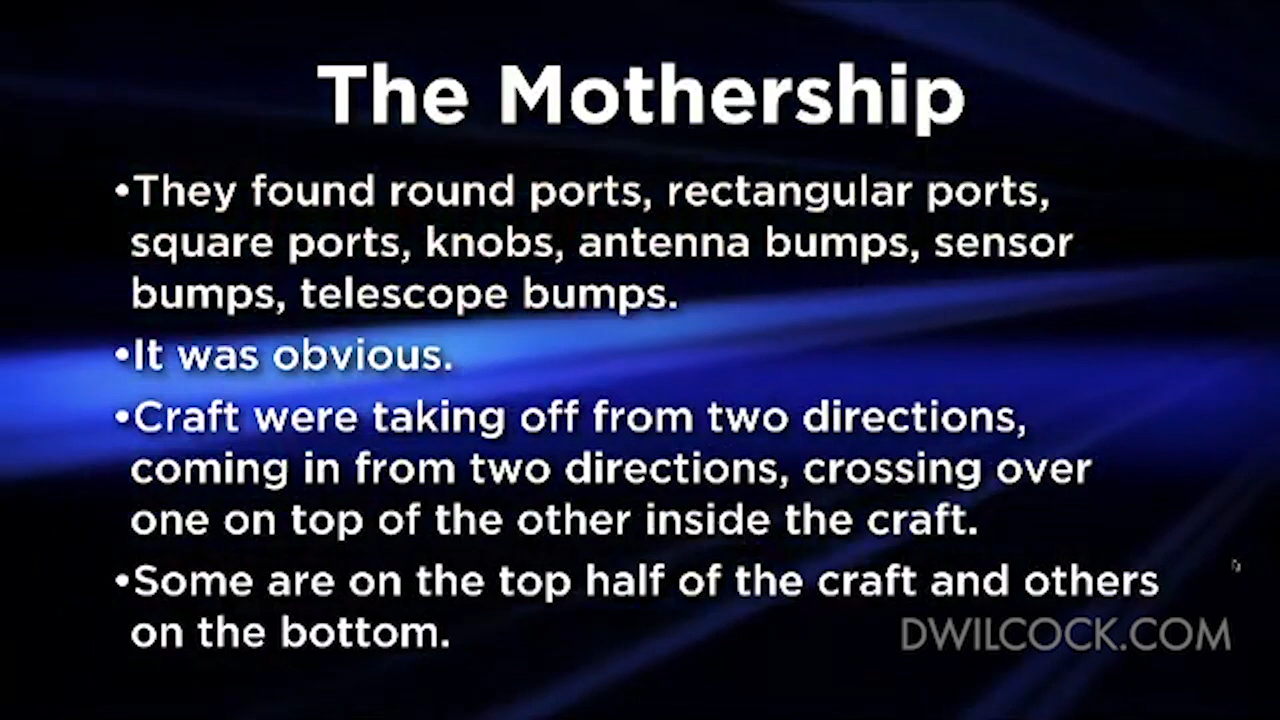 The Mothership
•They found round ports, rectangular ports,
square ports, knobs, antenna bumps, sensor
bumps, telescope bumps.
•It was obvious.
•Craft were taking off from two directions,
coming in from two directions, crossing over
one on top of the other inside the craft.
•Some are on the top half of the craft and others
on the bottom.
DWILCOCK.COM